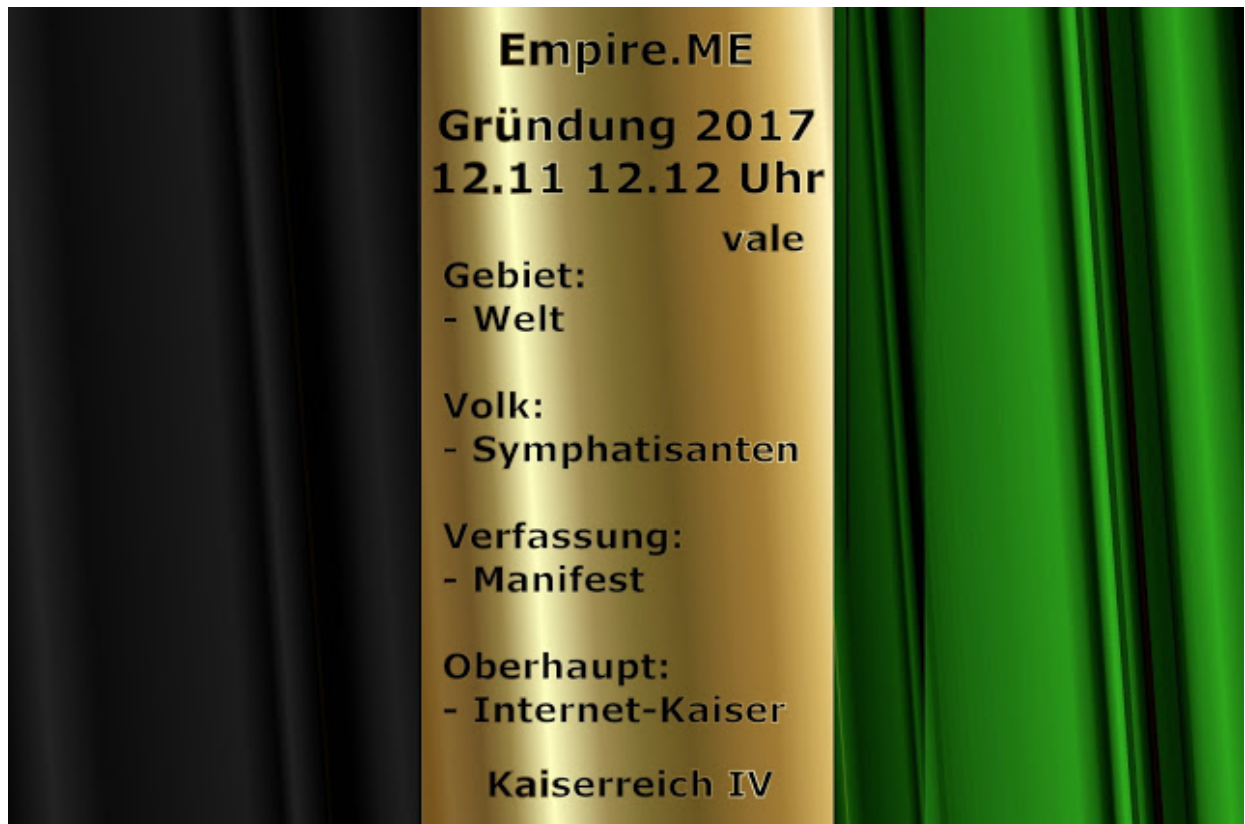 Empire.ME
Gründung 2017
12.11 12.12 Uhr
vale
Gebiet:
- Welt
Volk:
- Symphatisanten
Verfassung:
- Manifest
Oberhaupt:
- Internet-Kaiser
Kaiserreich IV